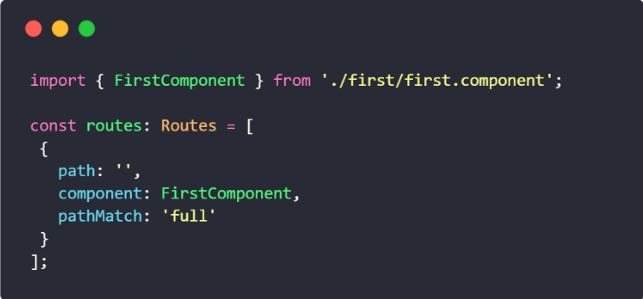 import { FirstComponent } from './first/first.component';
const routes: Routes = [
{
path: '',
component: FirstComponent,
pathMatch: 'full'
}
];